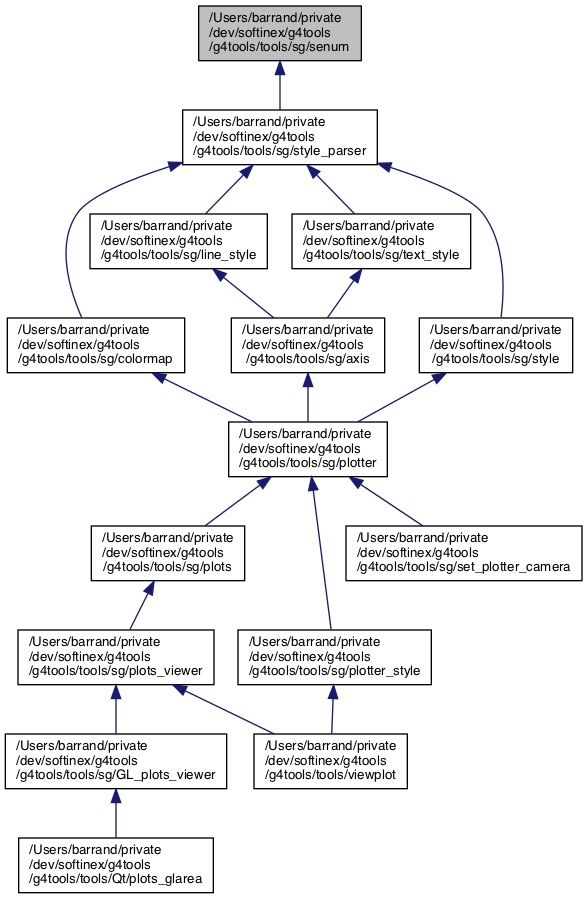 /Users/barrand/private
/dev/softinex/g4tools
/g4tools/tools/sg/senum
/Users/barrand/private
/dev/softinex/g4tools
/g4tools/tools/sg/style_parser
/Users/barrand/private
/dev/softinex/g4tools
/g4tools/tools/sg/line_style
/Users/barrand/private
/dev/softinex/g4tools
/g4tools/tools/sg/text_style
/Users/barrand/private
/dev/softinex/g4tools
/g4tools/tools/sg/colormap
/Users/barrand/private
/dev/softinex/g4tools
/g4tools/tools/sg/axis
/Users/barrand/private
/dev/softinex/g4tools
/g4tools/tools/sg/style
/Users/barrand/private
/dev/softinex/g4tools
/g4tools/tools/sg/plotter
/Users/barrand/private
/dev/softinex/g4tools
/g4tools/tools/sg/plots
/Users/barrand/private
/dev/softinex/g4tools
/g4tools/tools/sg/set_plotter_camera
/Users/barrand/private
/dev/softinex/g4tools
/g4tools/tools/sg/plots_viewer
/Users/barrand/private
/dev/softinex/g4tools
/g4tools/tools/sg/plotter_style
/Users/barrand/private
/dev/softinex/g4tools
/g4tools/tools/sg/GL_plots_viewer
/Users/barrand/private
/dev/softinex/g4tools
/g4tools/tools/viewplot
/Users/barrand/private
/dev/softinex/g4tools
/g4tools/tools/Qt/plots_glarea